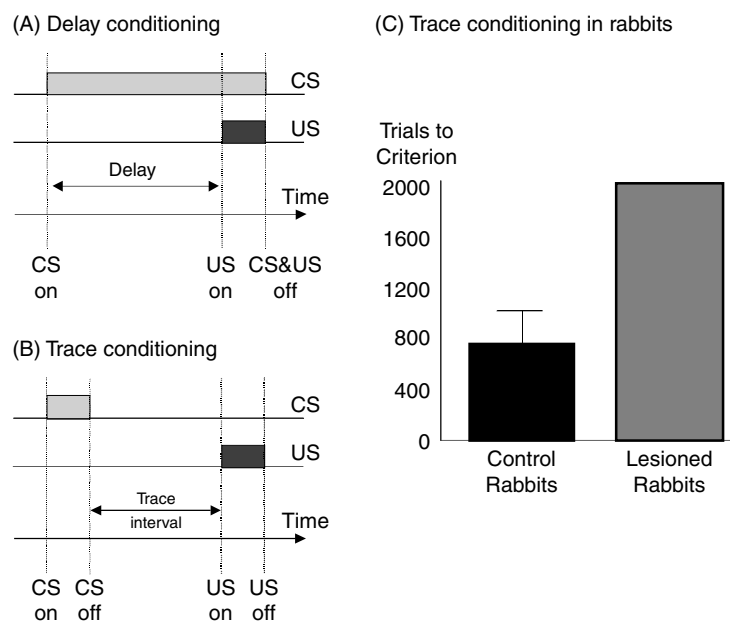 (A) Delay conditioning
CS
US
Delay
Time
CS on
US on
CS&US off
(B) Trace conditioning
CS
US
Trace interval
Time
CS on
CS off
US on
US off
(C) Trace conditioning in rabbits
Trials to
Criterion
2000
1600
1200
800
400
0
Control
Rabbits
Lesioned
Rabbits